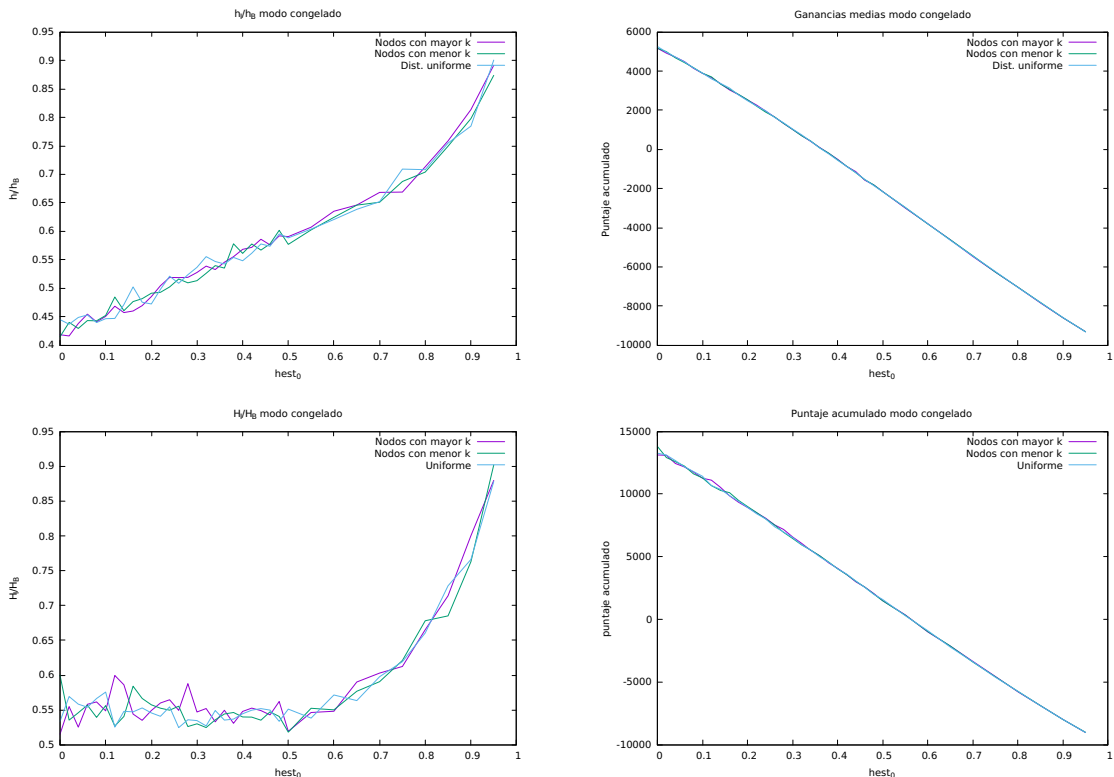 hᵢ/h_B modo congelado
Nodos con mayor k
Nodos con menor k
Dist. uniforme
0.95
0.9
0.85
0.8
0.75
0.7
0.65
0.6
0.55
0.5
0.45
0.4
hᵢ/h_B
0 0.1 0.2 0.3 0.4 0.5 0.6 0.7 0.8 0.9 1
hest₀
Ganancias medias modo congelado
Nodos con mayor k
Nodos con menor k
Dist. uniforme
6000
4000
2000
0
-2000
-4000
-6000
-8000
-10000
Puntaje acumulado
0 0.1 0.2 0.3 0.4 0.5 0.6 0.7 0.8 0.9 1
hest₀
Hᵢ/H_B modo congelado
Nodos con mayor k
Nodos con menor k
Uniforme
0.95
0.9
0.85
0.8
0.75
0.7
0.65
0.6
0.55
0.5
Hᵢ/H_B
0 0.1 0.2 0.3 0.4 0.5 0.6 0.7 0.8 0.9 1
hest₀
Puntaje acumulado modo congelado
Nodos con mayor k
Nodos con menor k
Uniforme
15000
10000
5000
0
-5000
-10000
puntaje acumulado
0 0.1 0.2 0.3 0.4 0.5 0.6 0.7 0.8 0.9 1
hest₀